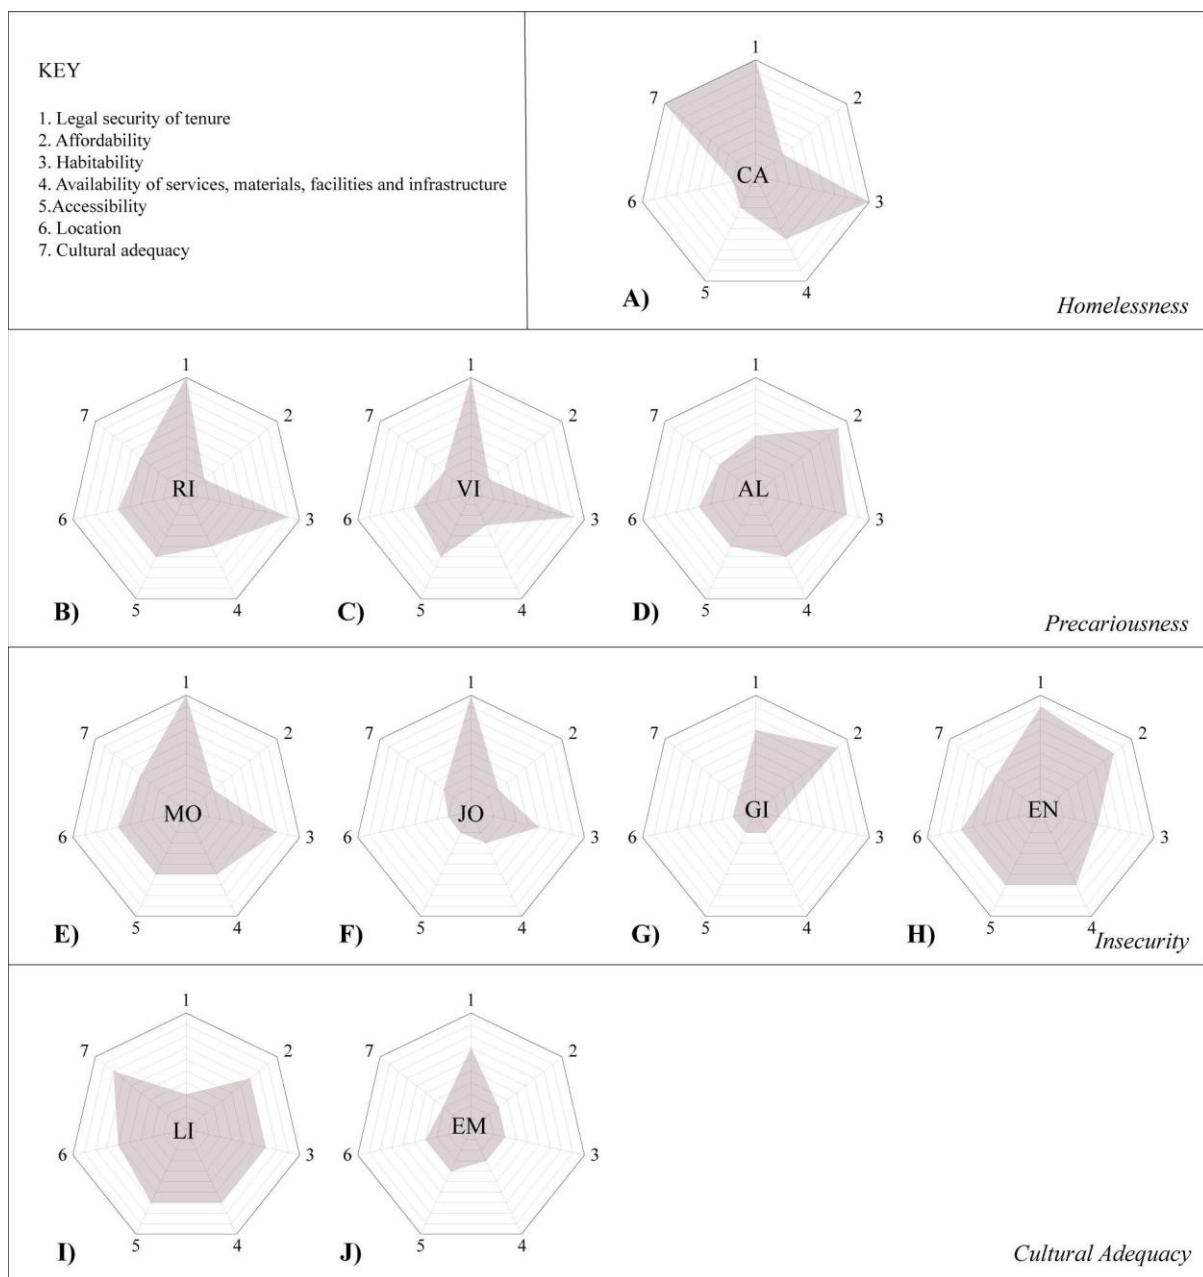 KEY
1. Legal security of tenure
2. Affordability
3. Habitability
4. Availability of services, materials, facilities and infrastructure
5.Accessibility
6. Location
7. Cultural adequacy
1
7 2
CA
6 3
5 4
A)
Homelessness
1 1 1
7 2 7 2 7 2
RI VI AL
6 3 6 3 6 3
5 4 5 4 5 4
B) C) D)
Precariousness
1 1 1 1
7 2 7 2 7 2 7 2
MO JO GI EN
6 3 6 3 6 3 6 3
5 4 5 4 5 4 5 4
E) F) G) H)
Insecurity
1 1
7 2 7 2
LI EM
6 3 6 3
5 4 5 4
I) J)
Cultural Adequacy